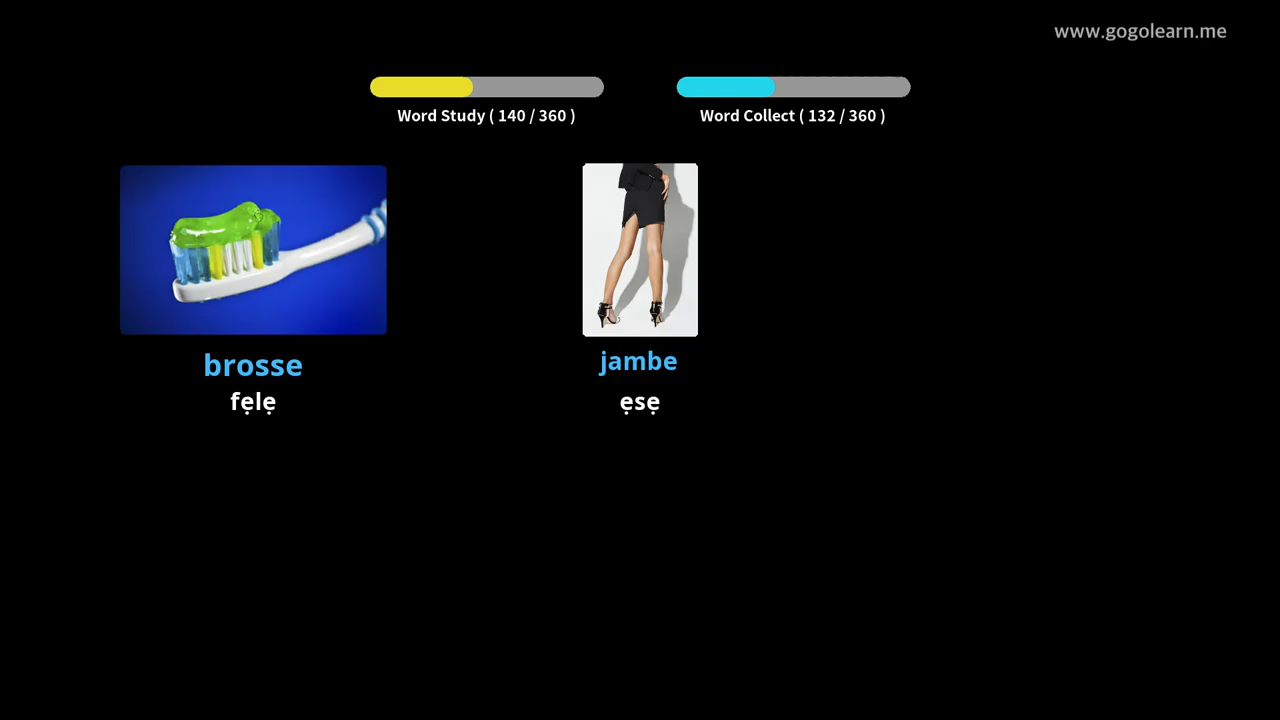 www.gogolearn.me
Word Study ( 140 / 360 )
Word Collect ( 132 / 360 )
brosse
fẹlẹ
jambe
ẹsẹ